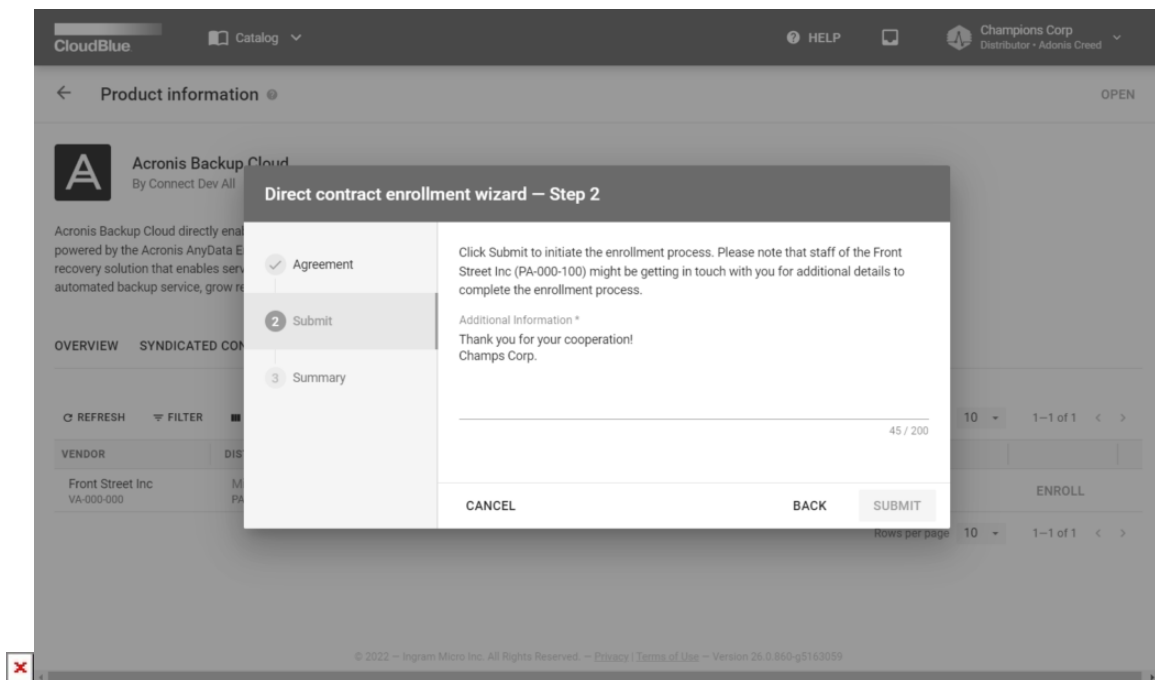 CloudBlue
Catalog
HELP
Champions Corp
Distributor • Adonis Creed
Product information
OPEN
Acronis Backup Cloud
By Connect Dev All
Acronis Backup Cloud directly
powered by the Acronis AnyData
recovery solution that enables
automated backup service, grow
OVERVIEW SYNDICATED
REFRESH FILTER
10 1–1 of 1
VENDOR
Front Street Inc
VA-000-000
ENROLL
Rows per page 10 1–1 of 1
Direct contract enrollment wizard — Step 2
Agreement
2 Submit
3 Summary
Click Submit to initiate the enrollment process. Please note that staff of the Front
Street Inc (PA-000-100) might be getting in touch with you for additional details to
complete the enrollment process.
Additional Information *
Thank you for your cooperation!
Champs Corp.
45 / 200
CANCEL BACK SUBMIT
© 2022 — Ingram Micro Inc. All Rights Reserved. — Privacy | Terms of Use — Version 26.0.860-g5163059